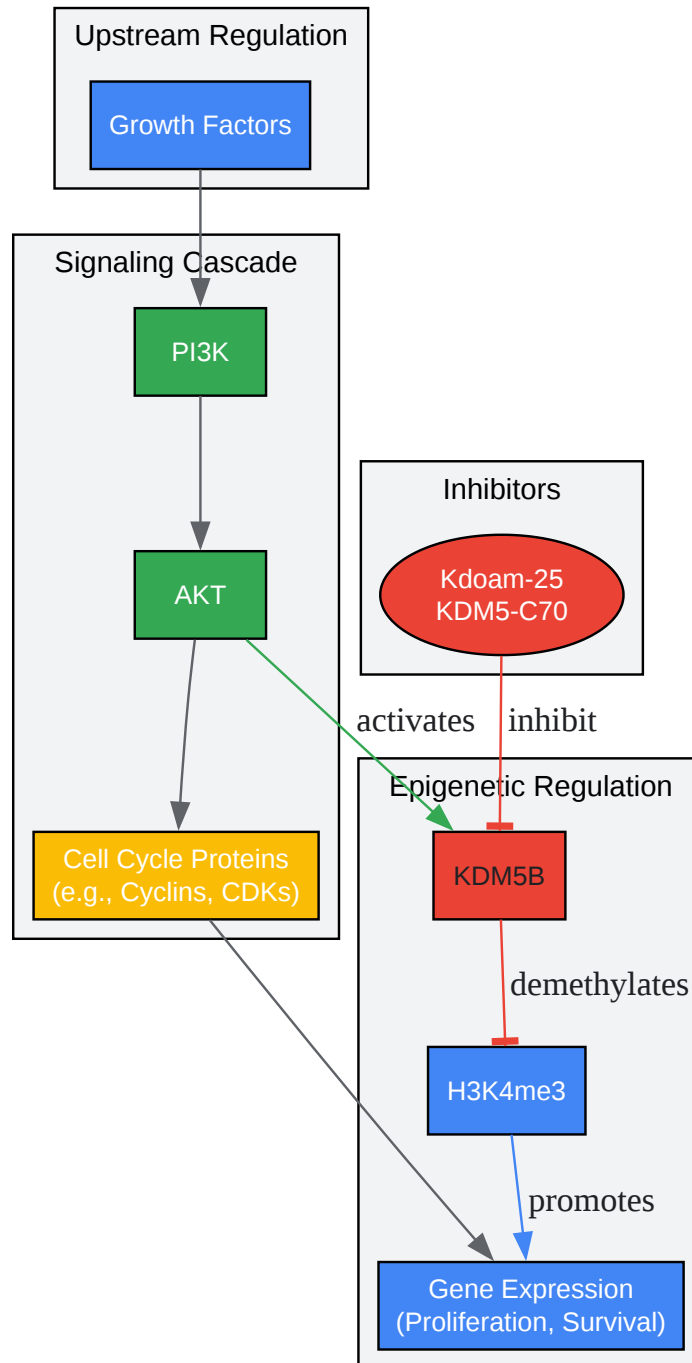 Upstream Regulation
Growth Factors
Signaling Cascade
PI3K
Inhibitors
AKT
Kdoam-25
KDM5-C70
activates
inhibit
Epigenetic Regulation
Cell Cycle Proteins
(e.g., Cyclins, CDKs)
KDM5B
demethylates
H3K4me3
promotes
Gene Expression
(Proliferation, Survival)